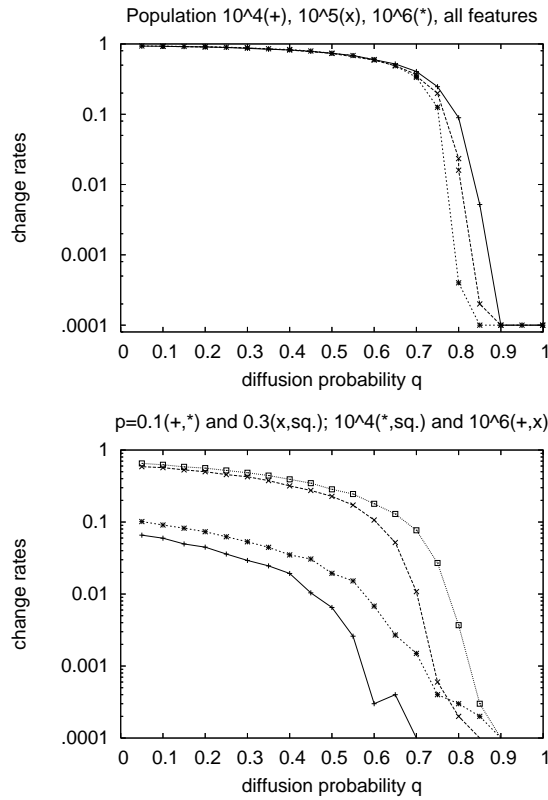 Population 10^4(+), 10^5(x), 10^6(*), all features
1
0.1
0.01
0.001
.0001
change rates
0 0.1 0.2 0.3 0.4 0.5 0.6 0.7 0.8 0.9 1
diffusion probability q
p=0.1(+,*) and 0.3(x,sq.); 10^4(*,sq.) and 10^6(+,x)
1
0.1
0.01
0.001
.0001
change rates
0 0.1 0.2 0.3 0.4 0.5 0.6 0.7 0.8 0.9 1
diffusion probability q